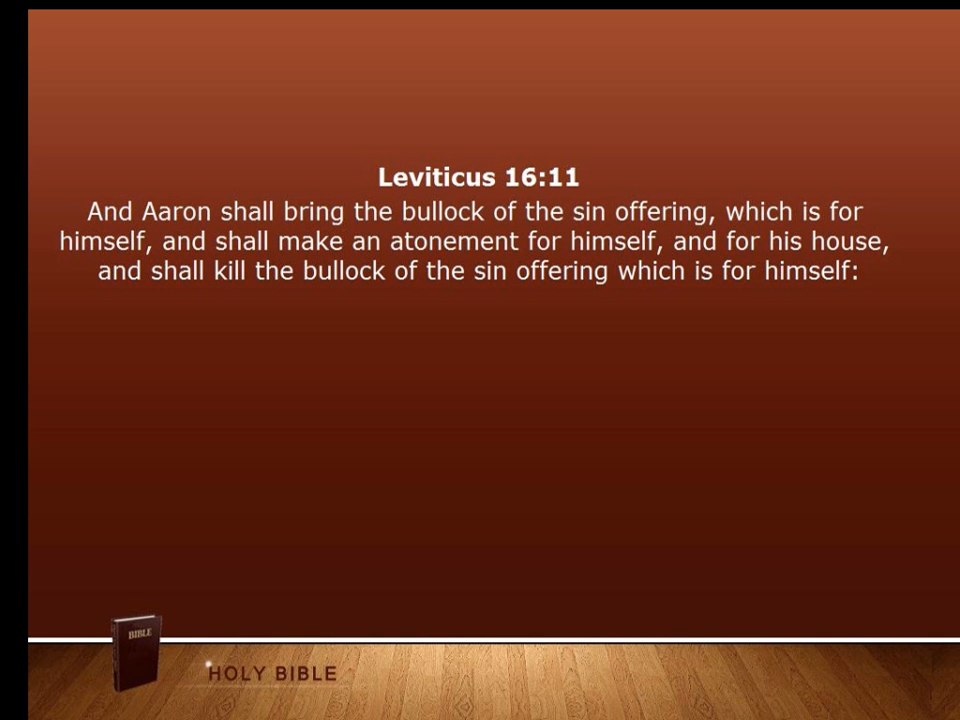 Leviticus 16:11
And Aaron shall bring the bullock of the sin offering, which is for
himself, and shall make an atonement for himself, and for his house,
and shall kill the bullock of the sin offering which is for himself:
BIBLE
HOLY BIBLE